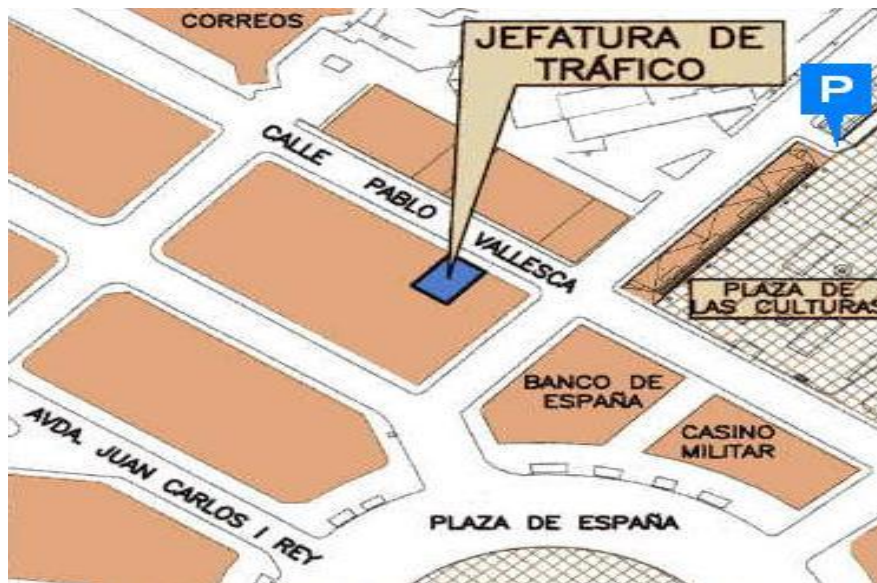 CORREOS
JEFATURA DE
TRÁFICO
P
CALLE PABLO VALLESCA
PLAZA DE
LAS CULTURAS
BANCO DE
ESPAÑA
CASINO
MILITAR
AVDA. JUAN CARLOS I REY
PLAZA DE ESPAÑA